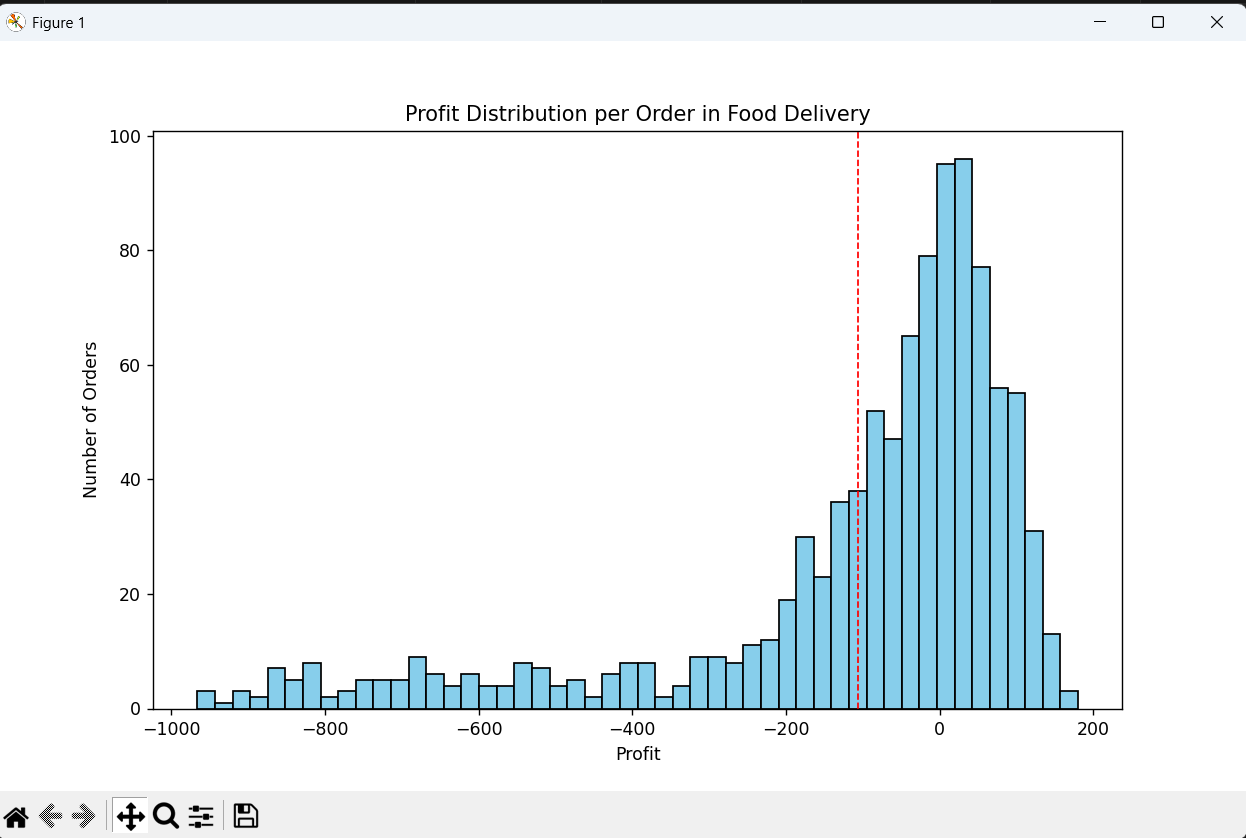 Figure 1
Profit Distribution per Order in Food Delivery
100
80
60
40
20
0
Number of Orders
−1000 −800 −600 −400 −200 0 200
Profit